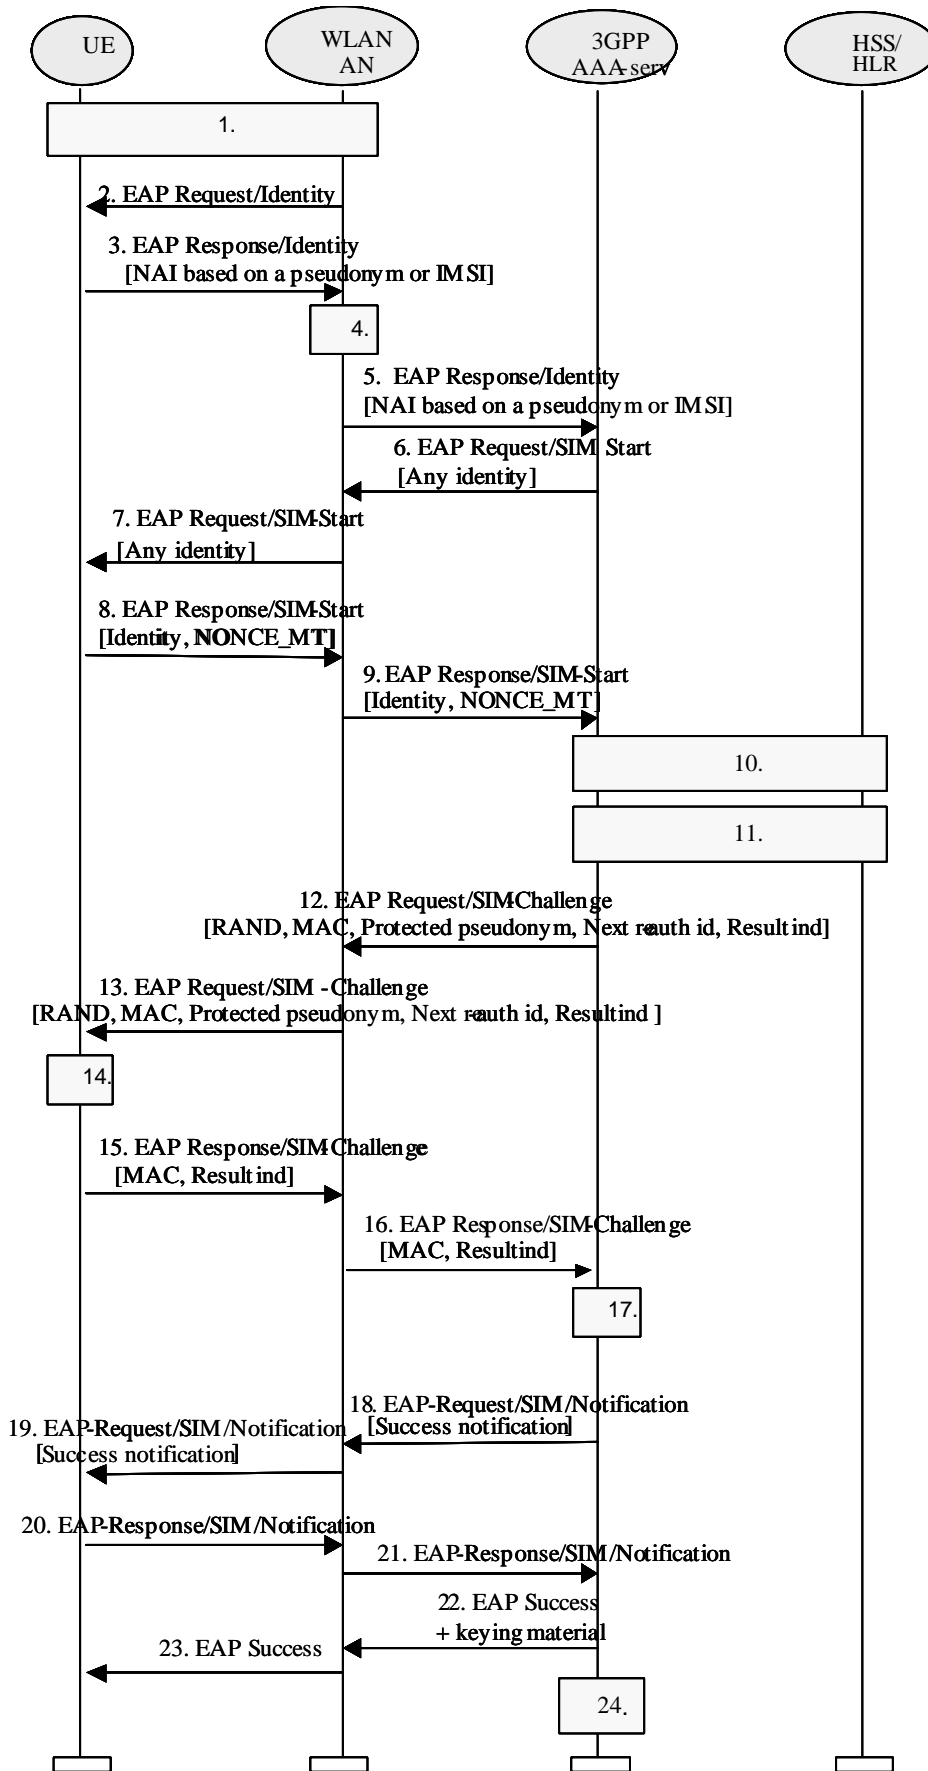 UE
WLAN
AN
3GPP
AAA-serv
HSS/
HLR
1.
2. EAP Request/Identity
3. EAP Response/Identity
[NAI based on a pseudonym or IMSI]
4.
5. EAP Response/Identity
[NAI based on a pseudonym or IMSI]
6. EAP Request/SIM Start
[Any identity]
7. EAP Request/SIM-Start
[Any identity]
8. EAP Response/SIM-Start
[Identity, NONCE_MT]
9. EAP Response/SIM-Start
[Identity, NONCE_MT]
10.
11.
12. EAP Request/SIM-Challenge
[RAND, MAC, Protected pseudonym, Next re-auth id, Result ind]
13. EAP Request/SIM -Challenge
[RAND, MAC, Protected pseudonym, Next re-auth id, Result ind ]
14.
15. EAP Response/SIM-Challenge
[MAC, Result ind]
16. EAP Response/SIM-Challenge
[MAC, Result ind]
17.
18. EAP-Request/SIM/Notification
[Success notification]
19. EAP-Request/SIM/Notification
[Success notification]
20. EAP-Response/SIM/Notification
21. EAP-Response/SIM/Notification
22. EAP Success
+ keying material
23. EAP Success
24.